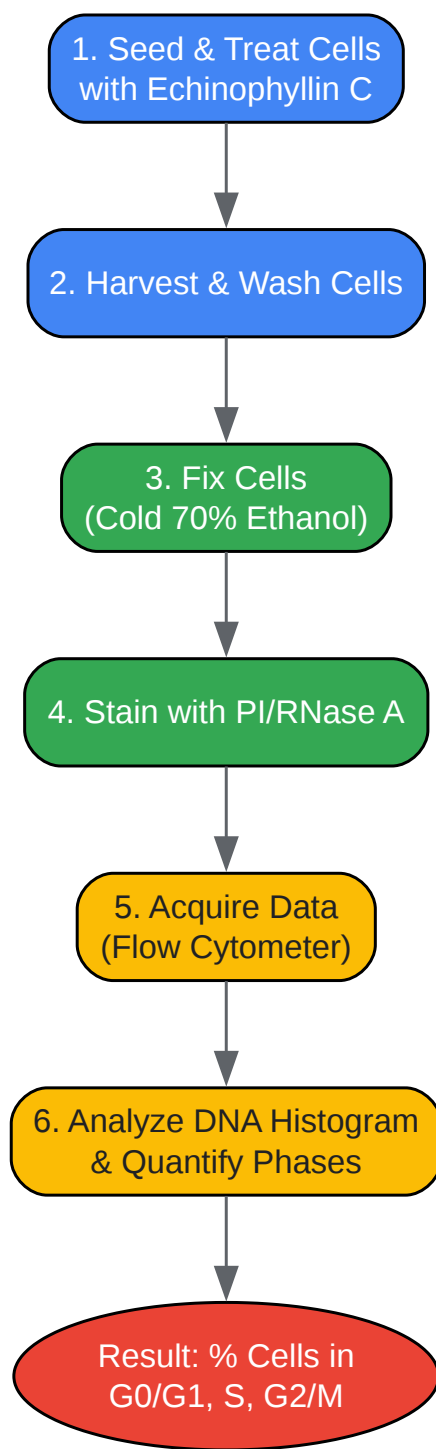 1. Seed & Treat Cells
with Echinophyllin C
2. Harvest & Wash Cells
3. Fix Cells
(Cold 70% Ethanol)
4. Stain with PI/RNase A
5. Acquire Data
(Flow Cytometer)
6. Analyze DNA Histogram
& Quantify Phases
Result: % Cells in
G0/G1, S, G2/M